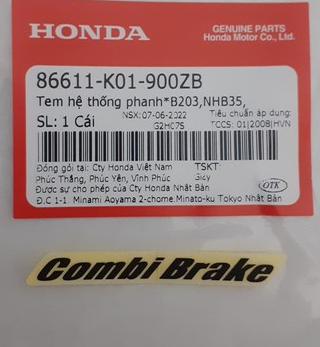 HONDA
GENUINE PARTS
Honda Motor Co., Ltd.
86611-K01-900ZB
Tem hệ thống phanh*B203,NHB35,
NSX:07-06-2022 Tiêu chuẩn áp dụng:
SL: 1 Cái G2HC7S TCCS: 01|2008|HVN
Đóng gói tại: Cty Honda Việt Nam TSKT:
Phúc Thắng, Phúc Yên, Vĩnh Phúc Giấy
Được sự cho phép của Cty Honda Nhật Bản
OTK
Đ.C 1-1 Minami Aoyama 2-chome.Minato-ku Tokyo Nhật Bản
Combi Brake